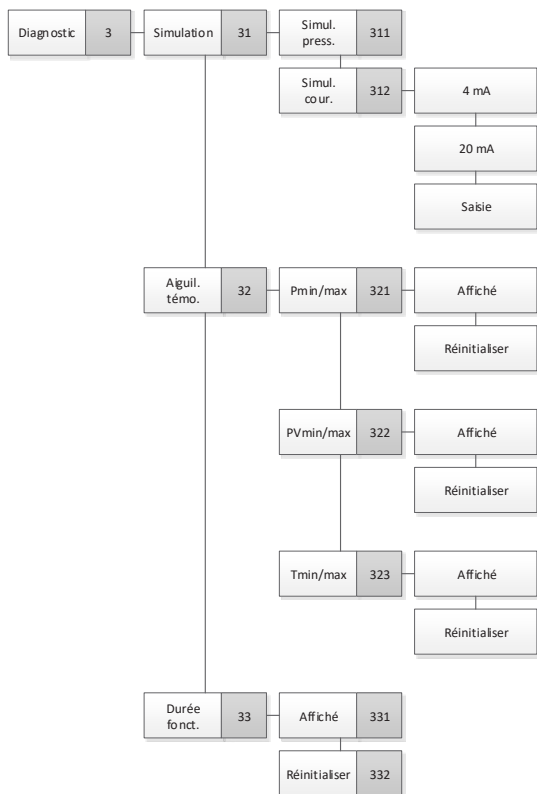 Diagnostic 3 Simulation 31 Simul. press. 311
Simul. cour. 312 4 mA
20 mA
Saisie
Aiguil. témo. 32 Pmin/max 321 Affiché
Réinitialiser
PVmin/max 322 Affiché
Réinitialiser
Tmin/max 323 Affiché
Réinitialiser
Durée fonct. 33 Affiché 331
Réinitialiser 332